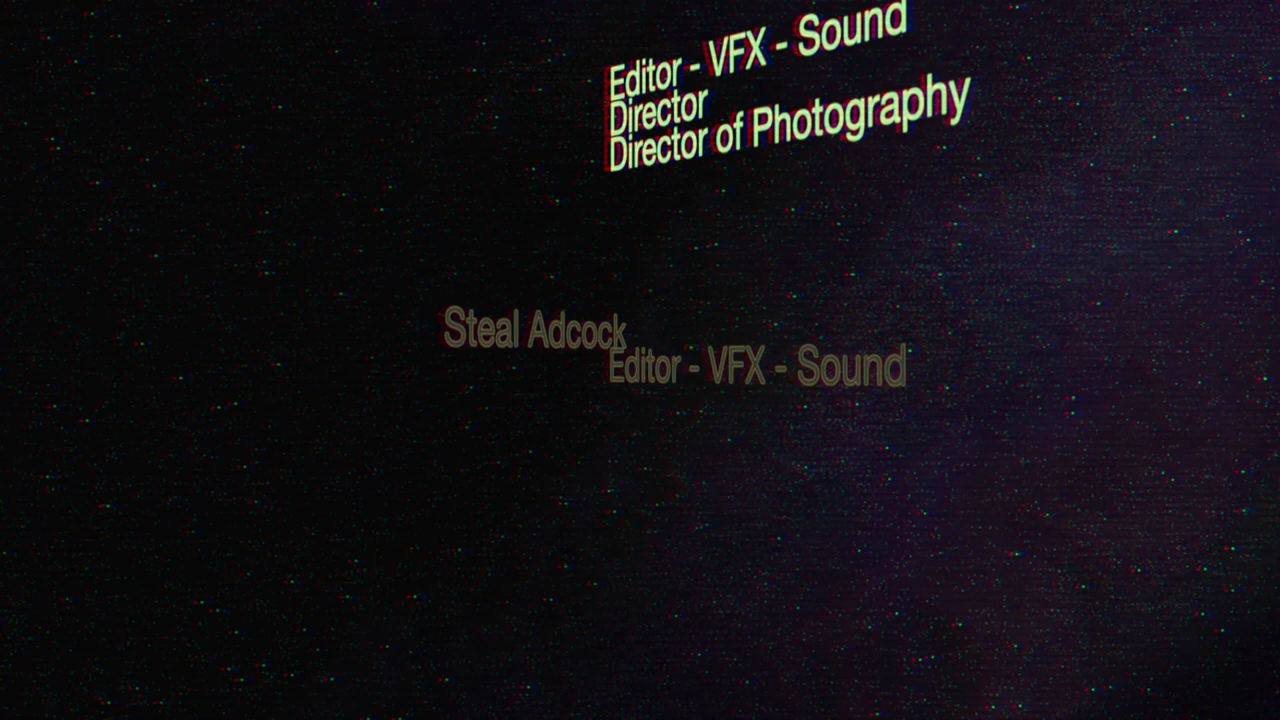 Editor - VFX - Sound
Director
Director of Photography
Steal Adcock
Editor - VFX - Sound